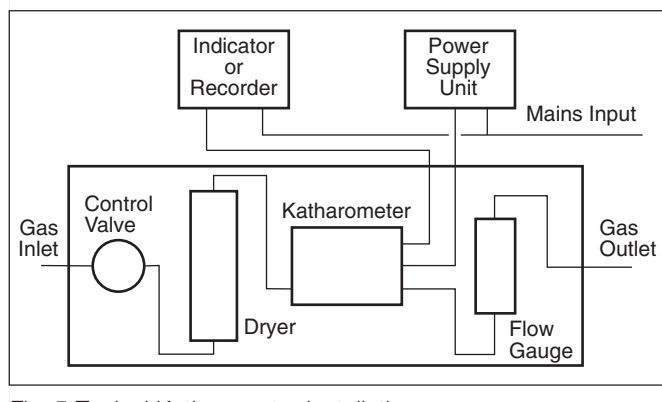 Indicator
or
Recorder
Power
Supply
Unit
Mains Input
Control
Valve
Gas
Inlet
Katharometer
Gas
Outlet
Dryer
Flow
Gauge